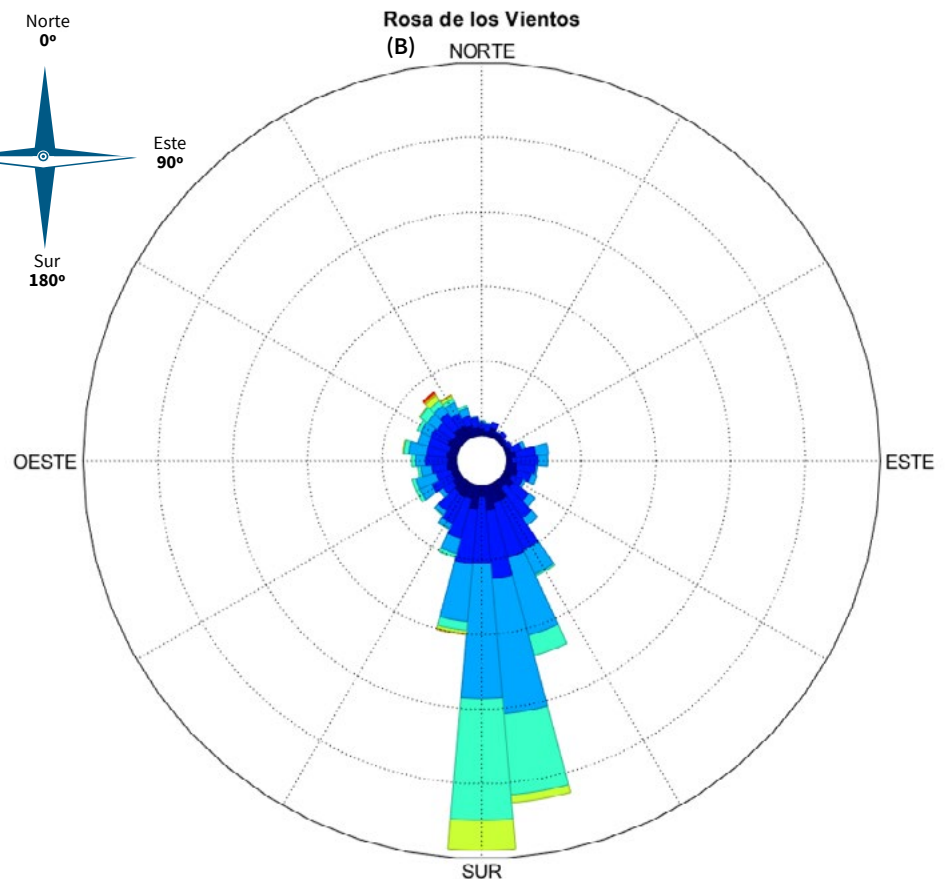 Rosa de los Vientos
(B)
NORTE
Norte
0º
Este
90º
Sur
180º
OESTE
ESTE
SUR